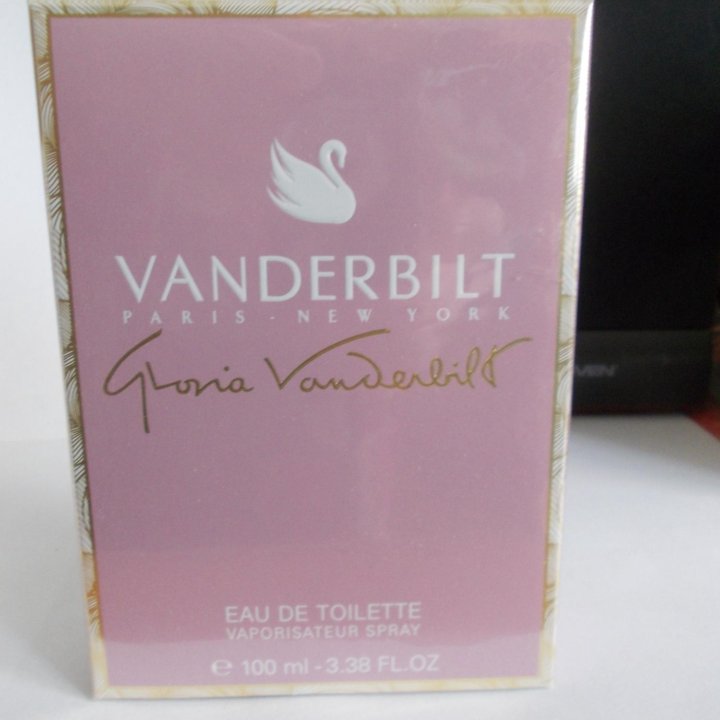 VANDERBILT
PARIS - NEW YORK
Gloria Vanderbilt
EAU DE TOILETTE
VAPORISATEUR SPRAY
℮ 100 ml - 3.38 FL.OZ